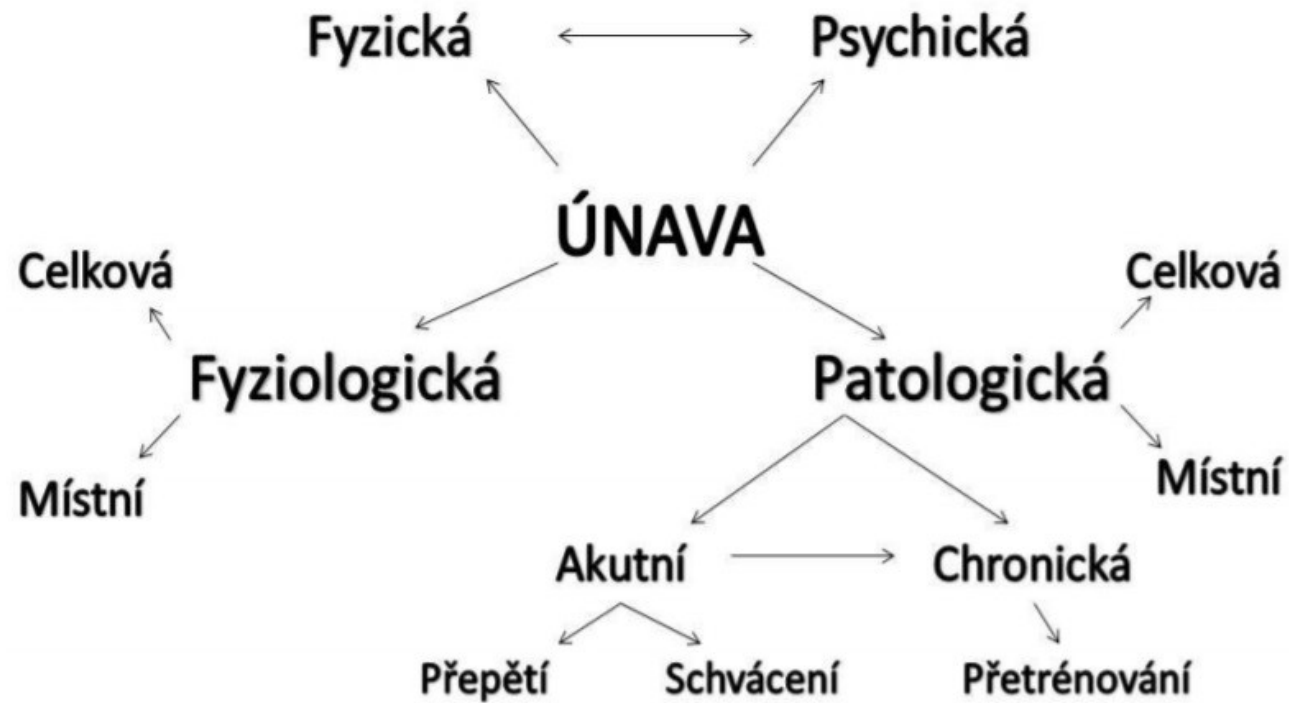 Fyzická Psychická
ÚNAVA
Celková Celková
Fyziologická Patologická
Místní Místní
Akutní Chronická
Přepětí Schvácení Přetrénování